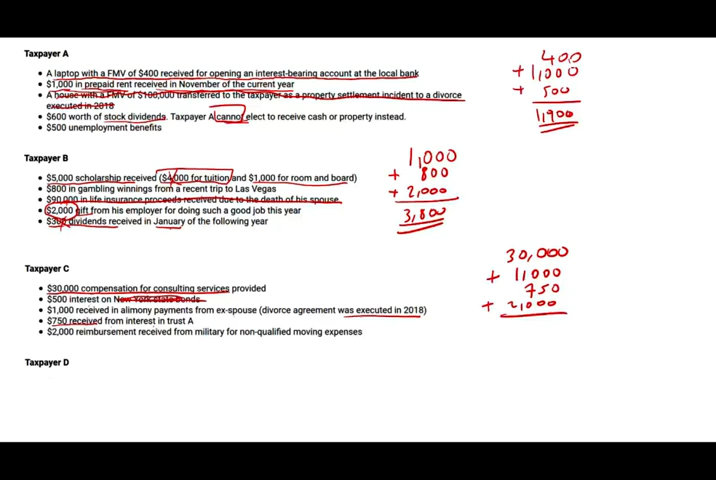 Taxpayer A
• A laptop with a FMV of $400 received for opening an interest-bearing account at the local bank
• $1,000 in prepaid rent received in November of the current year
• A house with a FMV of $100,000 transferred to the taxpayer as a property settlement incident to a divorce
executed in 2018
• $600 worth of stock dividends. Taxpayer A cannot elect to receive cash or property instead.
• $500 unemployment benefits
400
+ 1,000
+ 500
1,900
Taxpayer B
• $5,000 scholarship received ($4,000 for tuition and $1,000 for room and board)
• $800 in gambling winnings from a recent trip to Las Vegas
• $90,000 in life insurance proceeds received due to the death of his spouse
• $2,000 gift from his employer for doing such a good job this year
• $300 dividends received in January of the following year
1,000
+ 800
+ 2,000
3,800
Taxpayer C
• $30,000 compensation for consulting services provided
• $500 interest on New York state bonds
• $1,000 received in alimony payments from ex-spouse (divorce agreement was executed in 2018)
• $750 received from interest in trust A
• $2,000 reimbursement received from military for non-qualified moving expenses
30,000
+ 1,000
750
+ 2,000
Taxpayer D